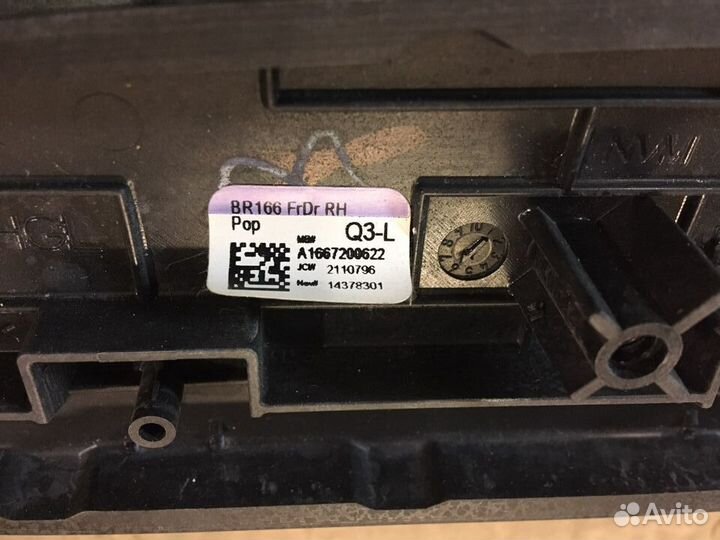 BR166 FrDr RH
Pop
Q3-L
A1667200622
JCW 2110796
14378301
Avito